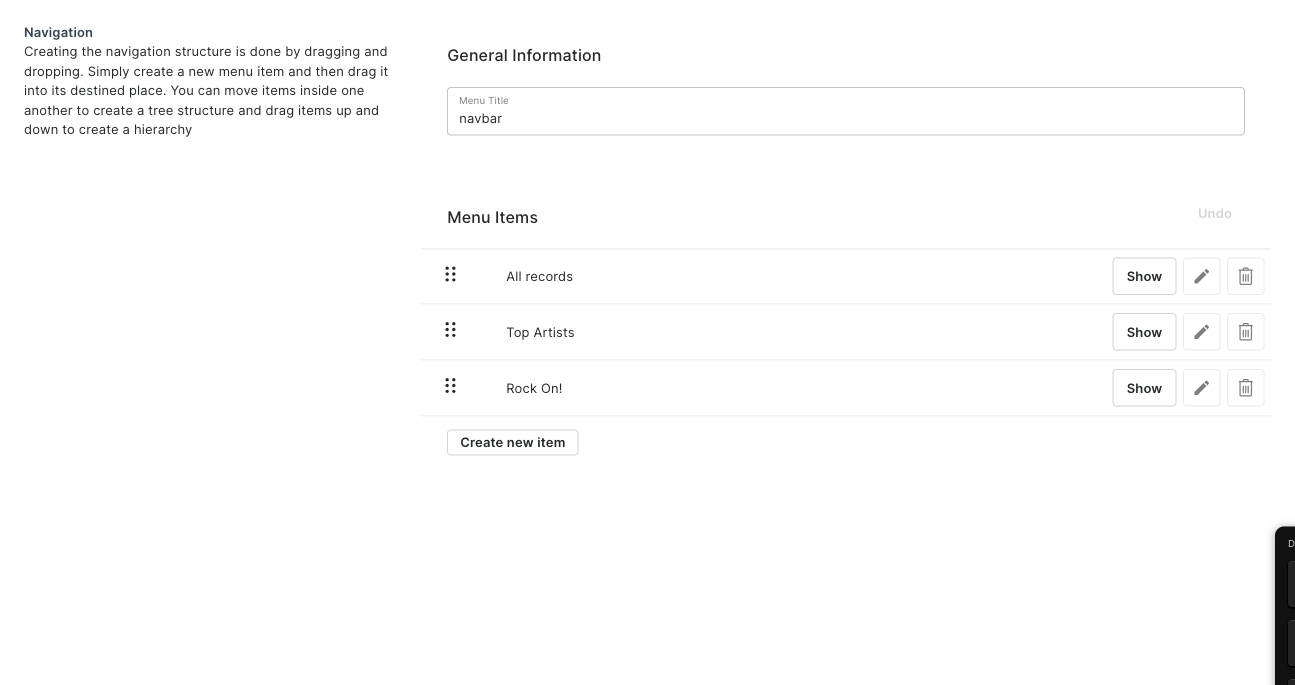 Navigation
Creating the navigation structure is done by dragging and
dropping. Simply create a new menu item and then drag it
into its destined place. You can move items inside one
another to create a tree structure and drag items up and
down to create a hierarchy
General Information
Menu Title
navbar
Menu Items
Undo
All records
Show
Top Artists
Show
Rock On!
Show
Create new item
D